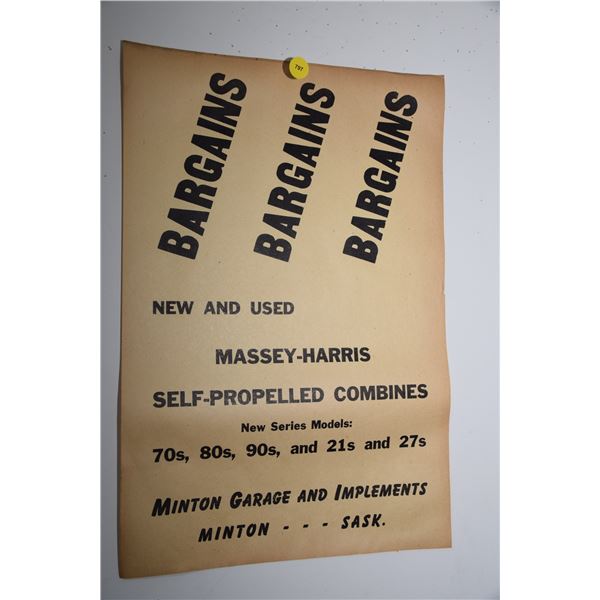 797
BARGAINS
BARGAINS
BARGAINS
NEW AND USED
MASSEY-HARRIS
SELF-PROPELLED COMBINES
New Series Models:
70s, 80s, 90s, and 21s and 27s
MINTON GARAGE AND IMPLEMENTS
MINTON - - - SASK.